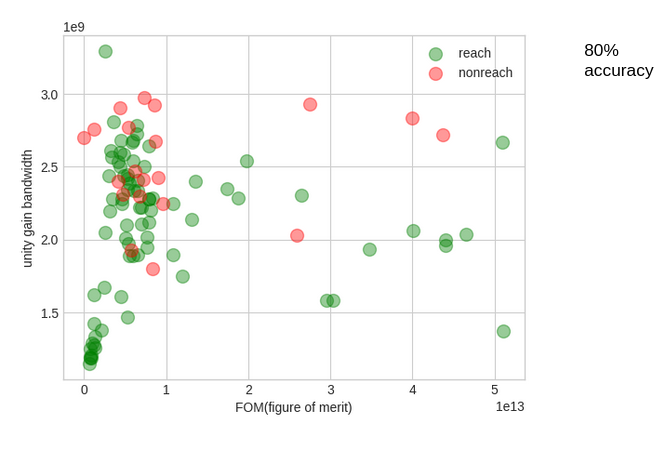 1e9
reach
nonreach
80%
accuracy
3.0
2.5
2.0
1.5
unity gain bandwidth
0
1
2
3
4
5
1e13
FOM(figure of merit)